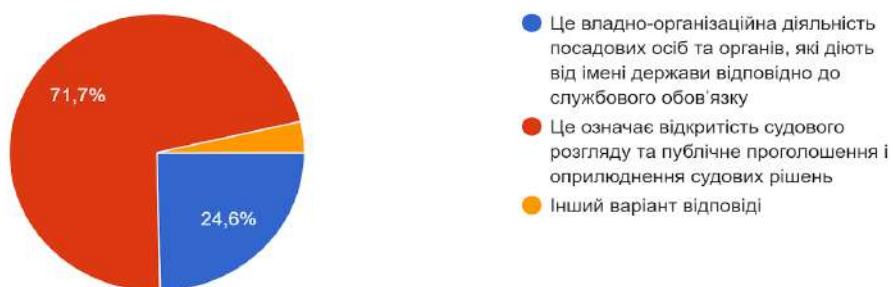 71,7%
24,6%
Це владно-організаційна діяльність
посадових осіб та органів, які діють
від імені держави відповідно до
службового обов'язку
Це означає відкритість судового
розгляду та публічне проголошення і
оприлюднення судових рішень
Інший варіант відповіді